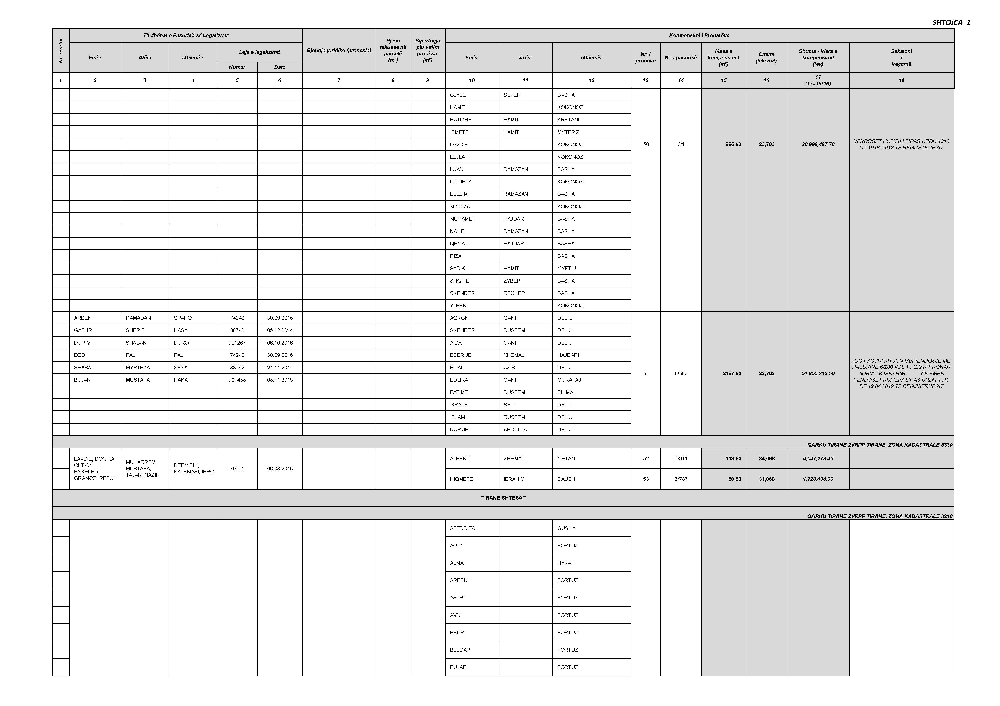 SHTOJCA 1
Nr. rendor
Të dhënat e Pasurisë së Legalizuar
Gjendja juridike (pronesia)
Pjesa takuese në parcelë (m²)
Sipërfaqja për kalim pronësie (m²)
Kompensimi i Pronarëve
Emër Atësi Mbiemër Leja e legalizimit
Numer Date
Emër Atësi Mbiemër Nr. i pronave Nr. i pasurisë Masa e kompensimit (m²) Çmimi (leke/m²) Shuma - Vlera e kompensimit (lek) Seksioni i Veçantë
1 2 3 4 5 6 7 8 9 10 11 12 13 14 15 16 17 (17=15*16) 18
GJYLE SEFER BASHA
HAMIT KOKONOZI
HATIXHE HAMIT KRETANI
ISMETE HAMIT MYTERIZI
LAVDIE KOKONOZI 50 6/1 885.90 23,703 20,998,487.70 VENDOSET KUFIZIM SIPAS URDH.1313
DT.19.04.2012 TE REGJISTRUESIT
LEJLA KOKONOZI
LUAN RAMAZAN BASHA
LULJETA KOKONOZI
LULZIM RAMAZAN BASHA
MIMOZA KOKONOZI
MUHAMET HAJDAR BASHA
NAILE RAMAZAN BASHA
QEMAL HAJDAR BASHA
RIZA BASHA
SADIK HAMIT MYFTIU
SHQIPE ZYBER BASHA
SKENDER REXHEP BASHA
YLBER KOKONOZI
ARBEN RAMADAN SPAHO 74242 30.09.2016 AGRON GANI DELIU
GAFUR SHERIF HASA 88748 05.12.2014 SKENDER RUSTEM DELIU
DURIM SHABAN DURO 721267 06.10.2016 AIDA GANI DELIU
DED PAL PALI 74242 30.09.2016 BEDRIJE XHEMAL HAJDARI
SHABAN MYRTEZA SENA 88792 21.11.2014 BILAL AZIS DELIU
51 6/563 2187.50 23,703 51,850,312.50
KJO PASURI KRIJON MBIVENDOSJE ME
PASURINE 6/280 VOL 1,FQ.247 PRONAR
ADRIATIK IBRAHIMI NE EMER
VENDOSET KUFIZIM SIPAS URDH.1313
DT.19.04.2012 TE REGJISTRUESIT
BUJAR MUSTAFA HAKA 721438 08.11.2015 EDLIRA GANI MURATAJ
FATIME RUSTEM SHIMA
IKBALE SEID DELIU
ISLAM RUSTEM DELIU
NURIJE ABDULLA DELIU
QARKU TIRANE ZVRPP TIRANE, ZONA KADASTRALE 8330
LAVDIE, DONIKA,
OLTION,
ENKELED,
GRAMOZ, RESUL
MUHARREM,
MUSTAFA,
TAJAR, NAZIF
DERVISHI,
KALEMASI, IBRO
70221 06.08.2015
ALBERT XHEMAL METANI 52 3/311 118.80 34,068 4,047,278.40
HIQMETE IBRAHIM CAUSHI 53 3/787 50.50 34,068 1,720,434.00
TIRANE SHTESAT
QARKU TIRANE ZVRPP TIRANE, ZONA KADASTRALE 8210
AFERDITA GUSHA
AGIM FORTUZI
ALMA HYKA
ARBEN FORTUZI
ASTRIT FORTUZI
AVNI FORTUZI
BEDRI FORTUZI
BLEDAR FORTUZI
BUJAR FORTUZI